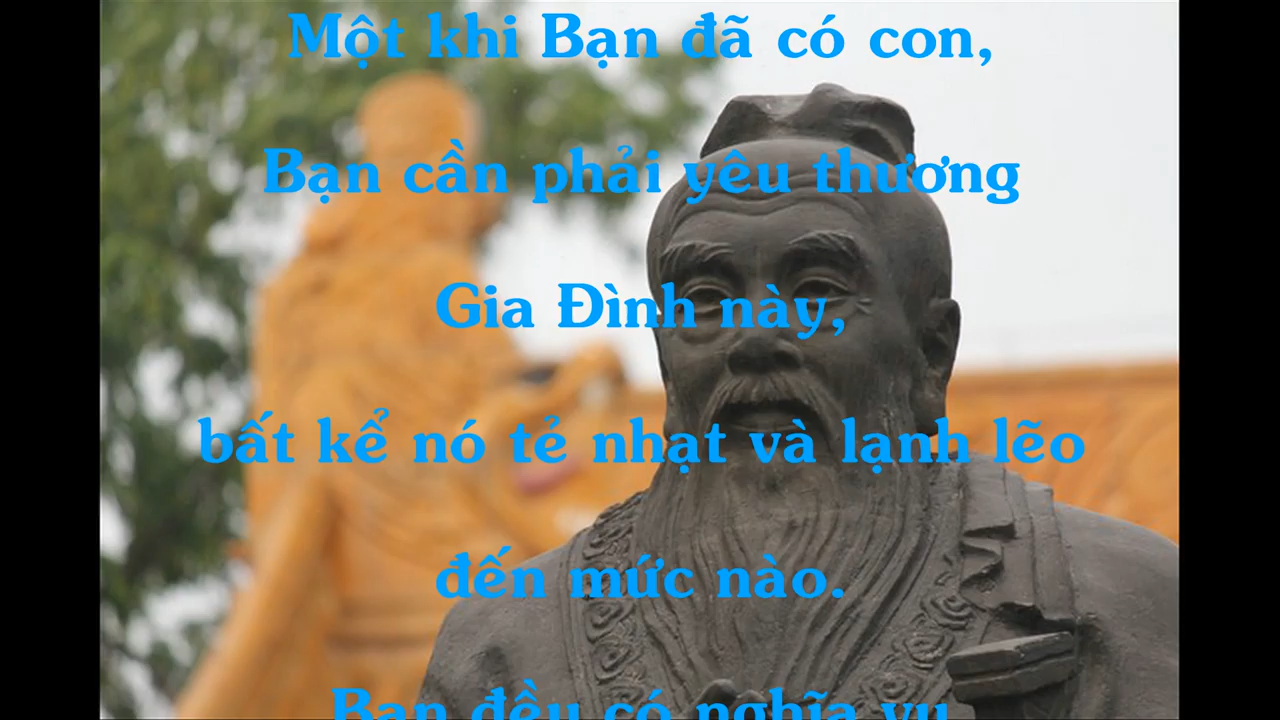 Một khi Bạn đã có con,
Bạn cần phải yêu thương
Gia Đình này,
bất kể nó tẻ nhạt và lạnh lẽo
đến mức nào.
Bạn đều có nghĩa vụ